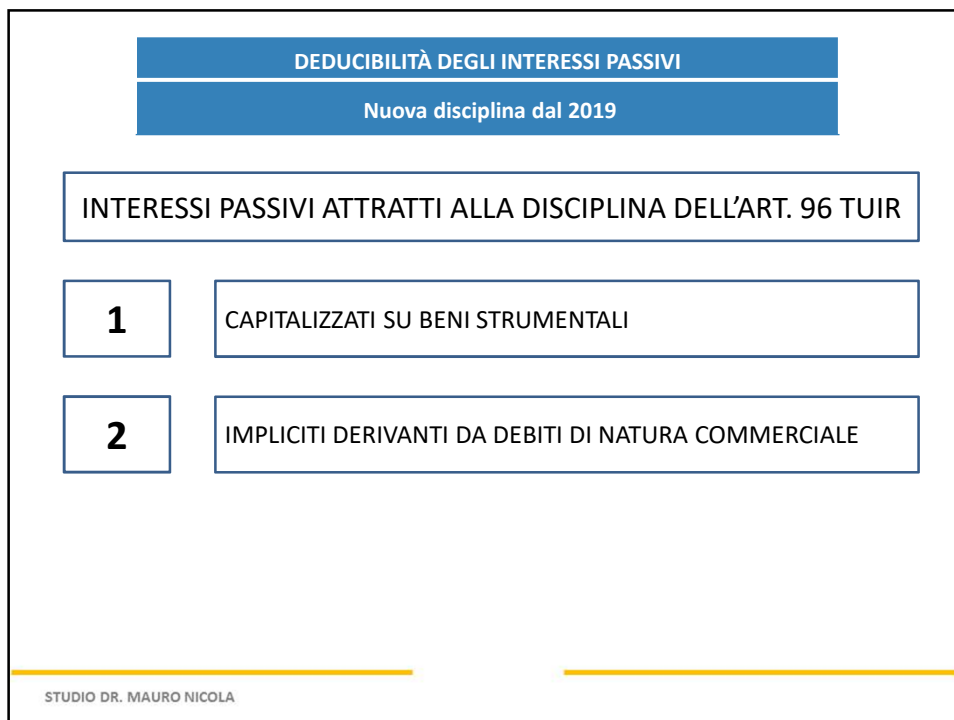 DEDUCIBILITÀ DEGLI INTERESSI PASSIVI
Nuova disciplina dal 2019
INTERESSI PASSIVI ATTRATTI ALLA DISCIPLINA DELL'ART. 96 TUIR
1
CAPITALIZZATI SU BENI STRUMENTALI
2
IMPLICITI DERIVANTI DA DEBITI DI NATURA COMMERCIALE
STUDIO DR. MAURO NICOLA